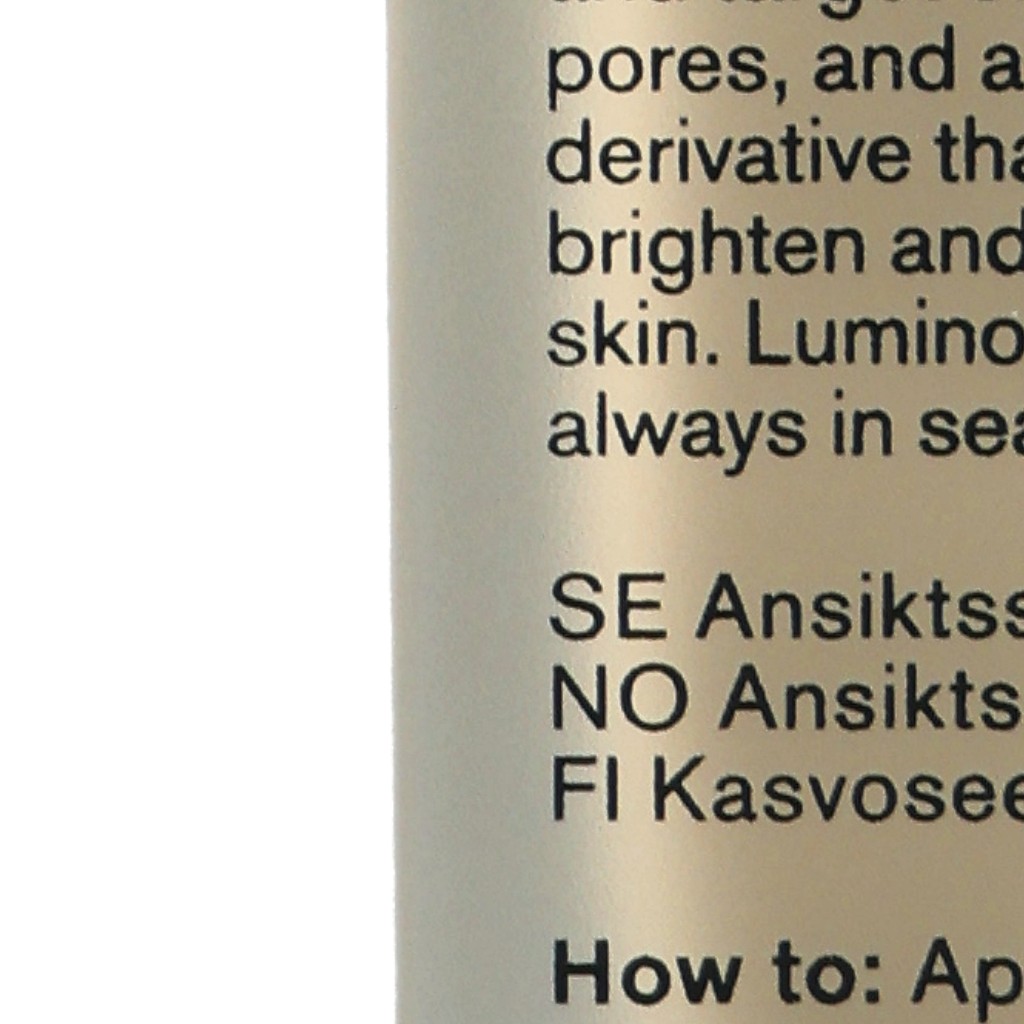 pores, and a
derivative tha
brighten and
skin. Lumino
always in sea
SE Ansiktss
NO Ansikts
FI Kasvosee
How to: Ap